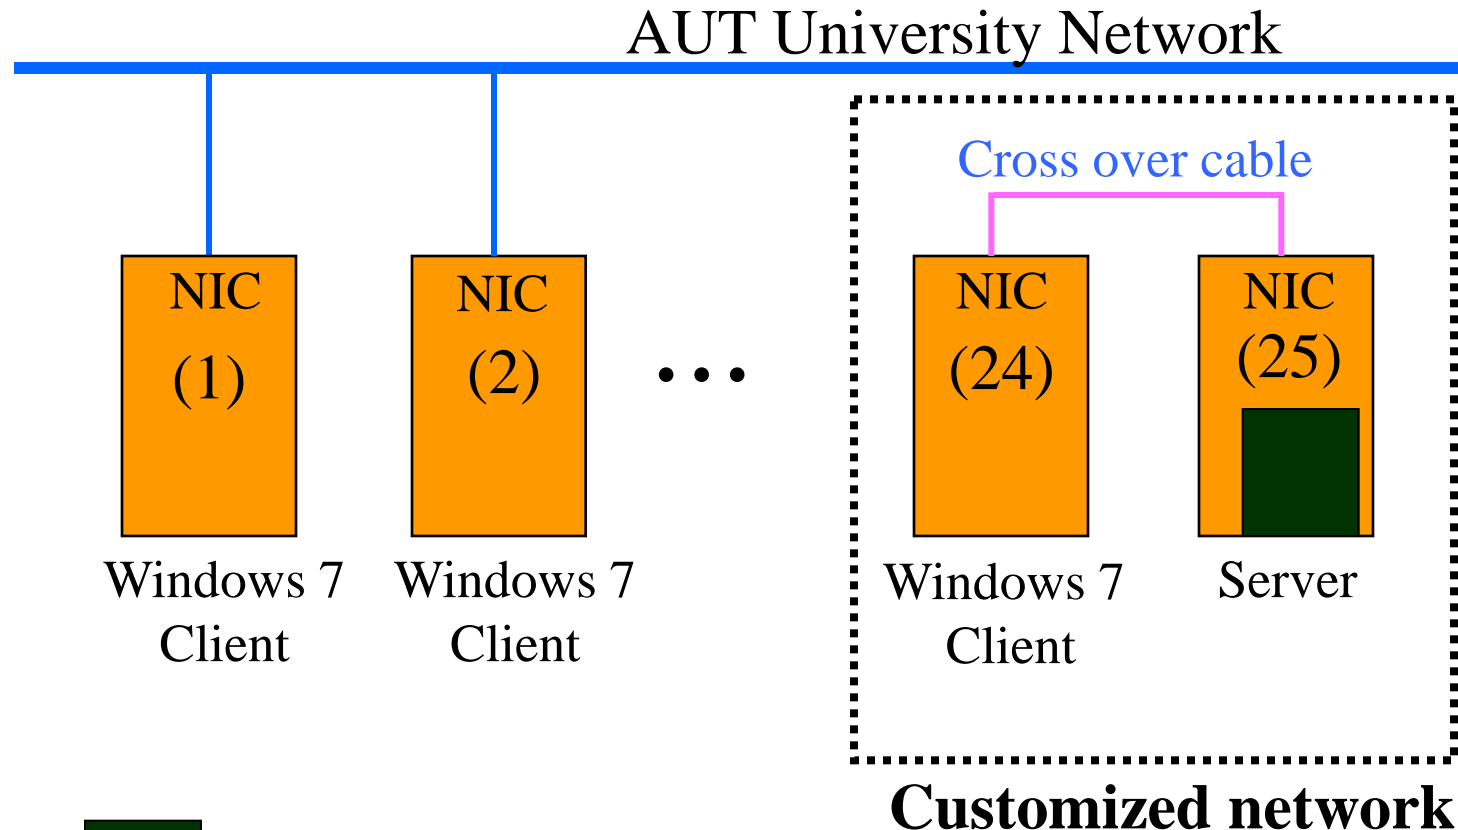 AUT University Network
Cross over cable
NIC
(1)
NIC
(2)
...
NIC
(24)
NIC
(25)
Windows 7
Client
Windows 7
Client
Windows 7
Client
Server
Customized network